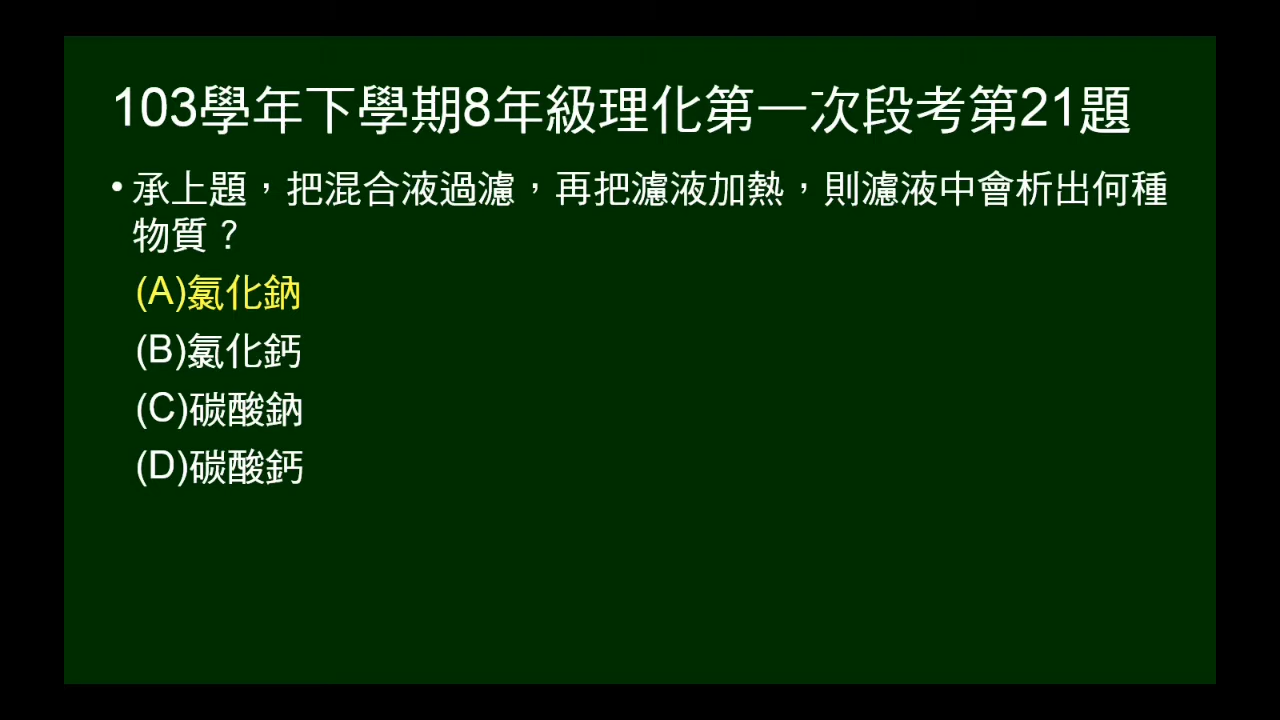 103學年下學期8年級理化第一次段考第21題
•承上題，把混合液過濾，再把濾液加熱，則濾液中會析出何種
物質？
(A)氯化鈉
(B)氯化鈣
(C)碳酸鈉
(D)碳酸鈣